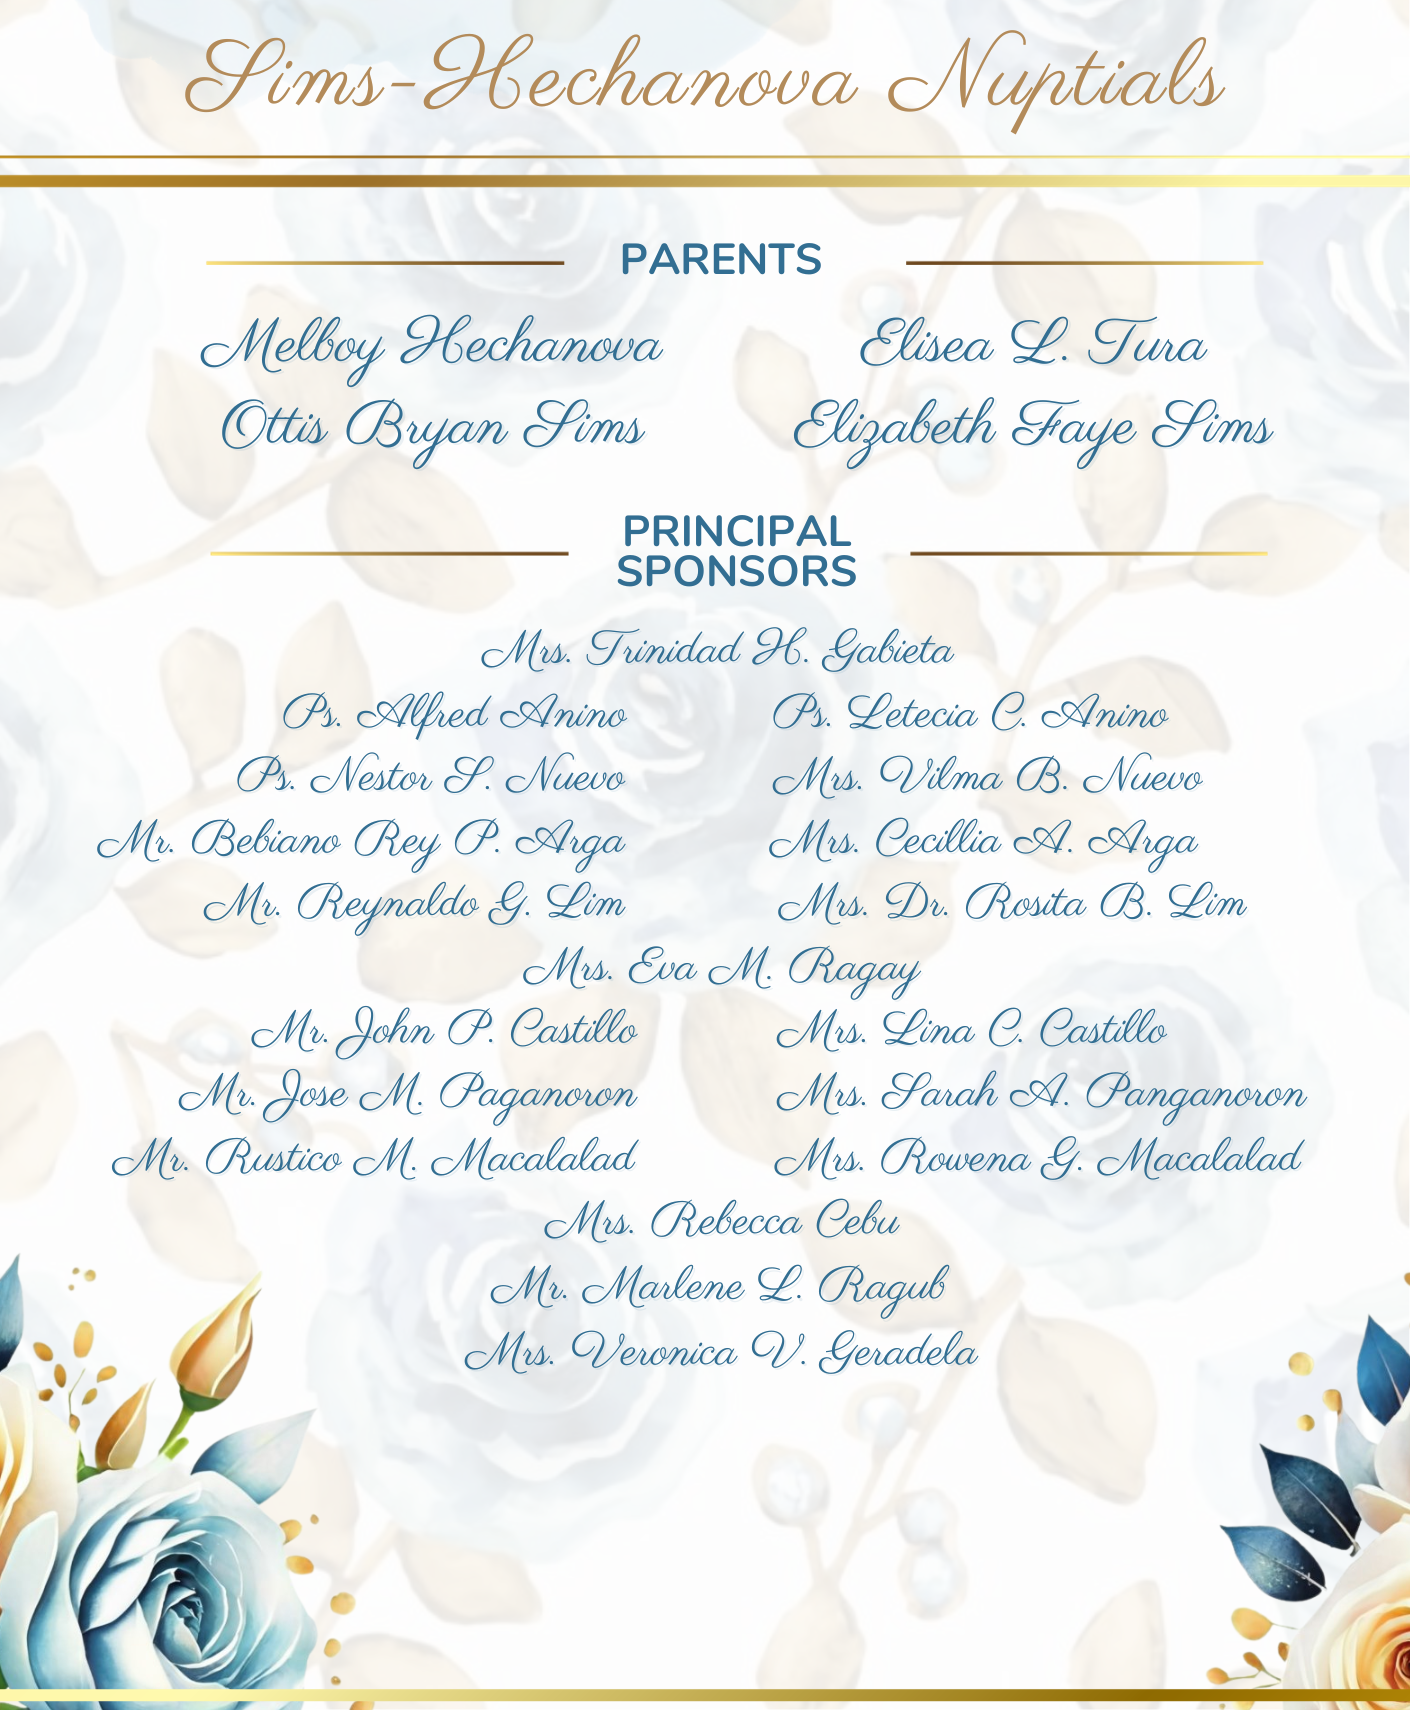 Sims-Hechanova Nuptials
PARENTS
Melboy Hechanova Elisea L. Tura
Ottis Bryan Sims Elizabeth Faye Sims
PRINCIPAL
SPONSORS
Mrs. Trinidad H. Gabieta
Ps. Alfred Anino Ps. Letecia C. Anino
Ps. Nestor S. Nuevo Mrs. Vilma B. Nuevo
Mr. Bebiano Rey P. Arga Mrs. Cecillia A. Arga
Mr. Reynaldo G. Lim Mrs. Dr. Rosita B. Lim
Mrs. Eva M. Ragay
Mr. John P. Castillo Mrs. Lina C. Castillo
Mr. Jose M. Paganoron Mrs. Sarah A. Panganoron
Mr. Rustico M. Macalalad Mrs. Rowena G. Macalalad
Mrs. Rebecca Cebu
Mr. Marlene L. Ragub
Mrs. Veronica V. Geradela